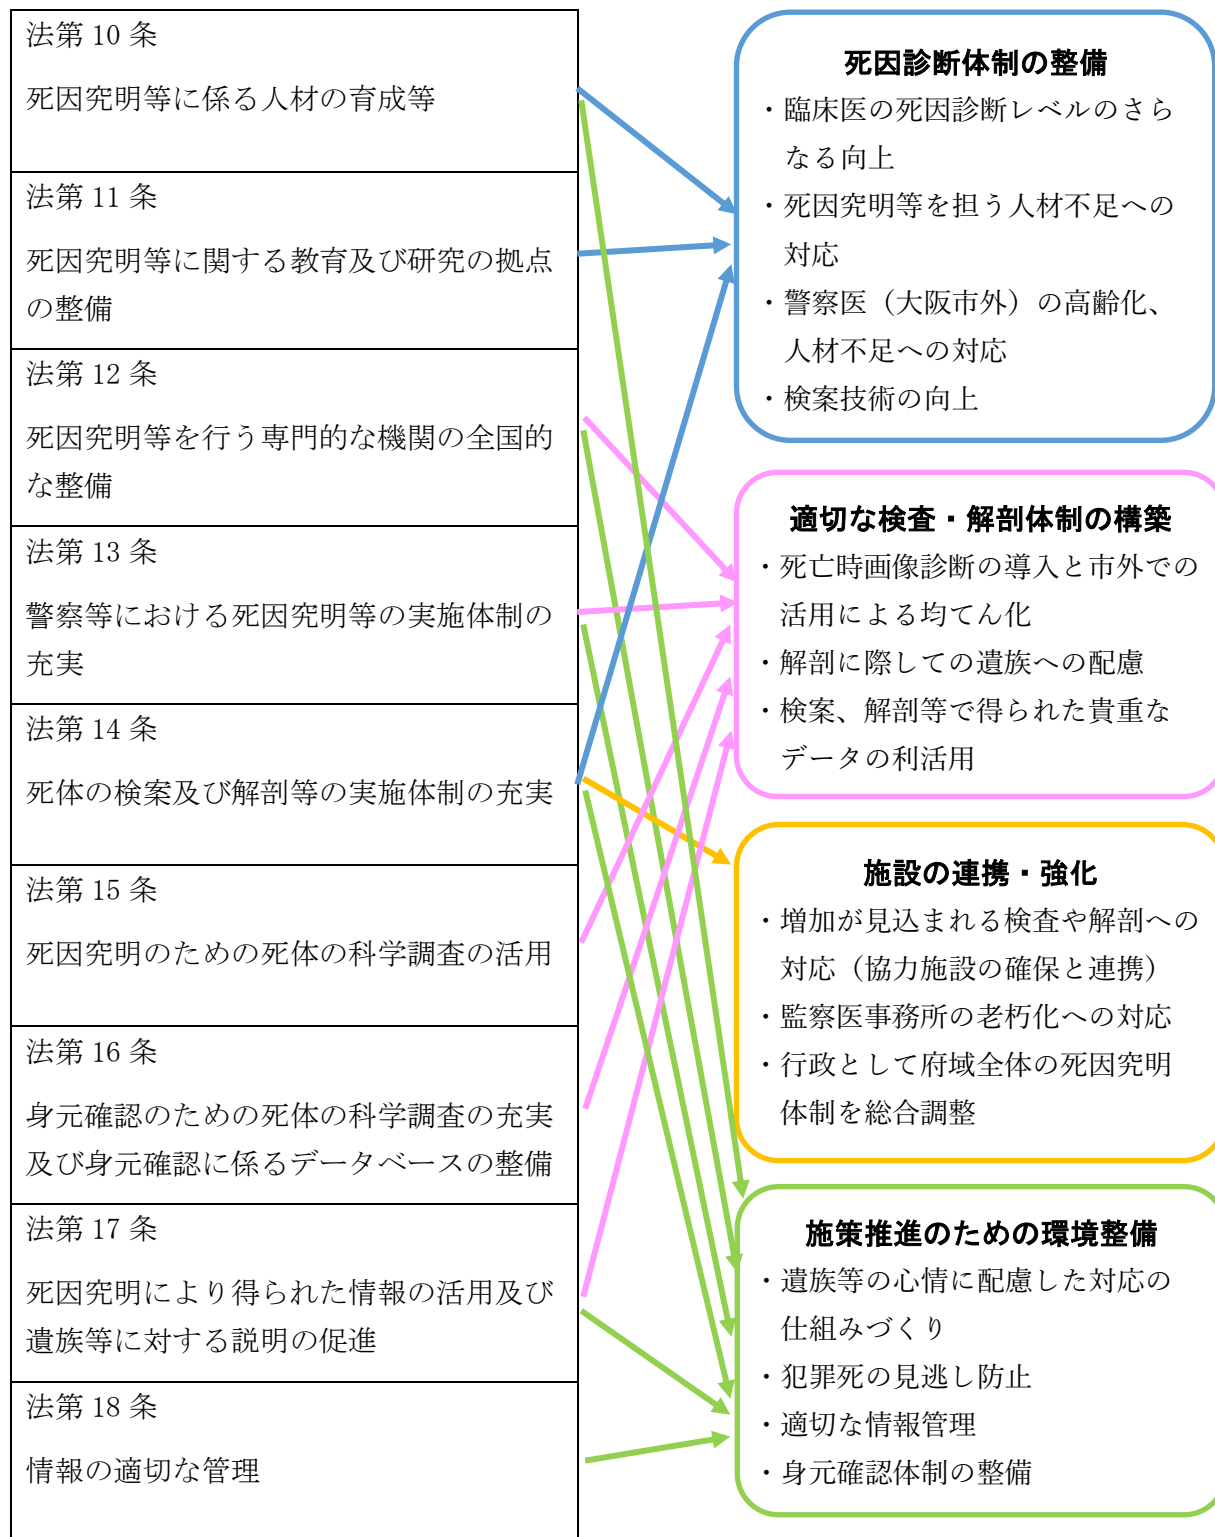 法第 10 条
死因究明等に係る人材の育成等
法第 11 条
死因究明等に関する教育及び研究の拠点
の整備
法第 12 条
死因究明等を行う専門的な機関の全国的
な整備
法第 13 条
警察等における死因究明等の実施体制の
充実
法第 14 条
死体の検案及び解剖等の実施体制の充実
法第 15 条
死因究明のための死体の科学調査の活用
法第 16 条
身元確認のための死体の科学調査の充実
及び身元確認に係るデータベースの整備
法第 17 条
死因究明により得られた情報の活用及び
遺族等に対する説明の促進
法第 18 条
情報の適切な管理
死因診断体制の整備
・臨床医の死因診断レベルのさら
なる向上
・死因究明等を担う人材不足への
対応
・警察医（大阪市外）の高齢化、
人材不足への対応
・検案技術の向上
適切な検査・解剖体制の構築
・死亡時画像診断の導入と市外での
活用による均てん化
・解剖に際しての遺族への配慮
・検案、解剖等で得られた貴重な
データの利活用
施設の連携・強化
・増加が見込まれる検査や解剖への
対応（協力施設の確保と連携）
・監察医事務所の老朽化への対応
・行政として府域全体の死因究明
体制を総合調整
施策推進のための環境整備
・遺族等の心情に配慮した対応の
仕組みづくり
・犯罪死の見逃し防止
・適切な情報管理
・身元確認体制の整備